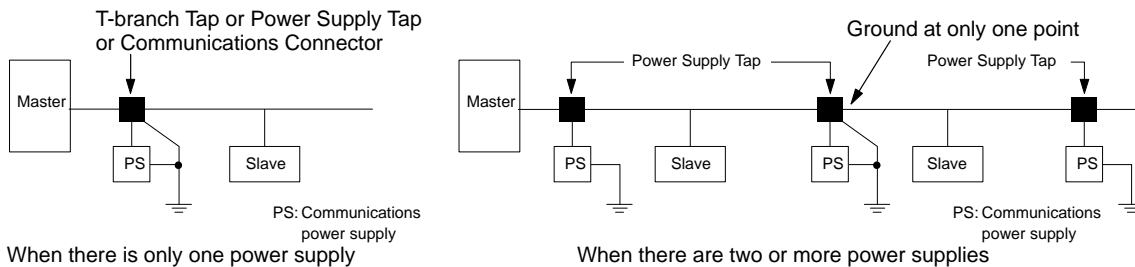 T-branch Tap or Power Supply Tap
or Communications Connector
Master
PS
Slave
PS: Communications
power supply
When there is only one power supply
Ground at only one point
Power Supply Tap
Power Supply Tap
Master
PS
Slave
PS
Slave
PS
PS: Communications
power supply
When there are two or more power supplies